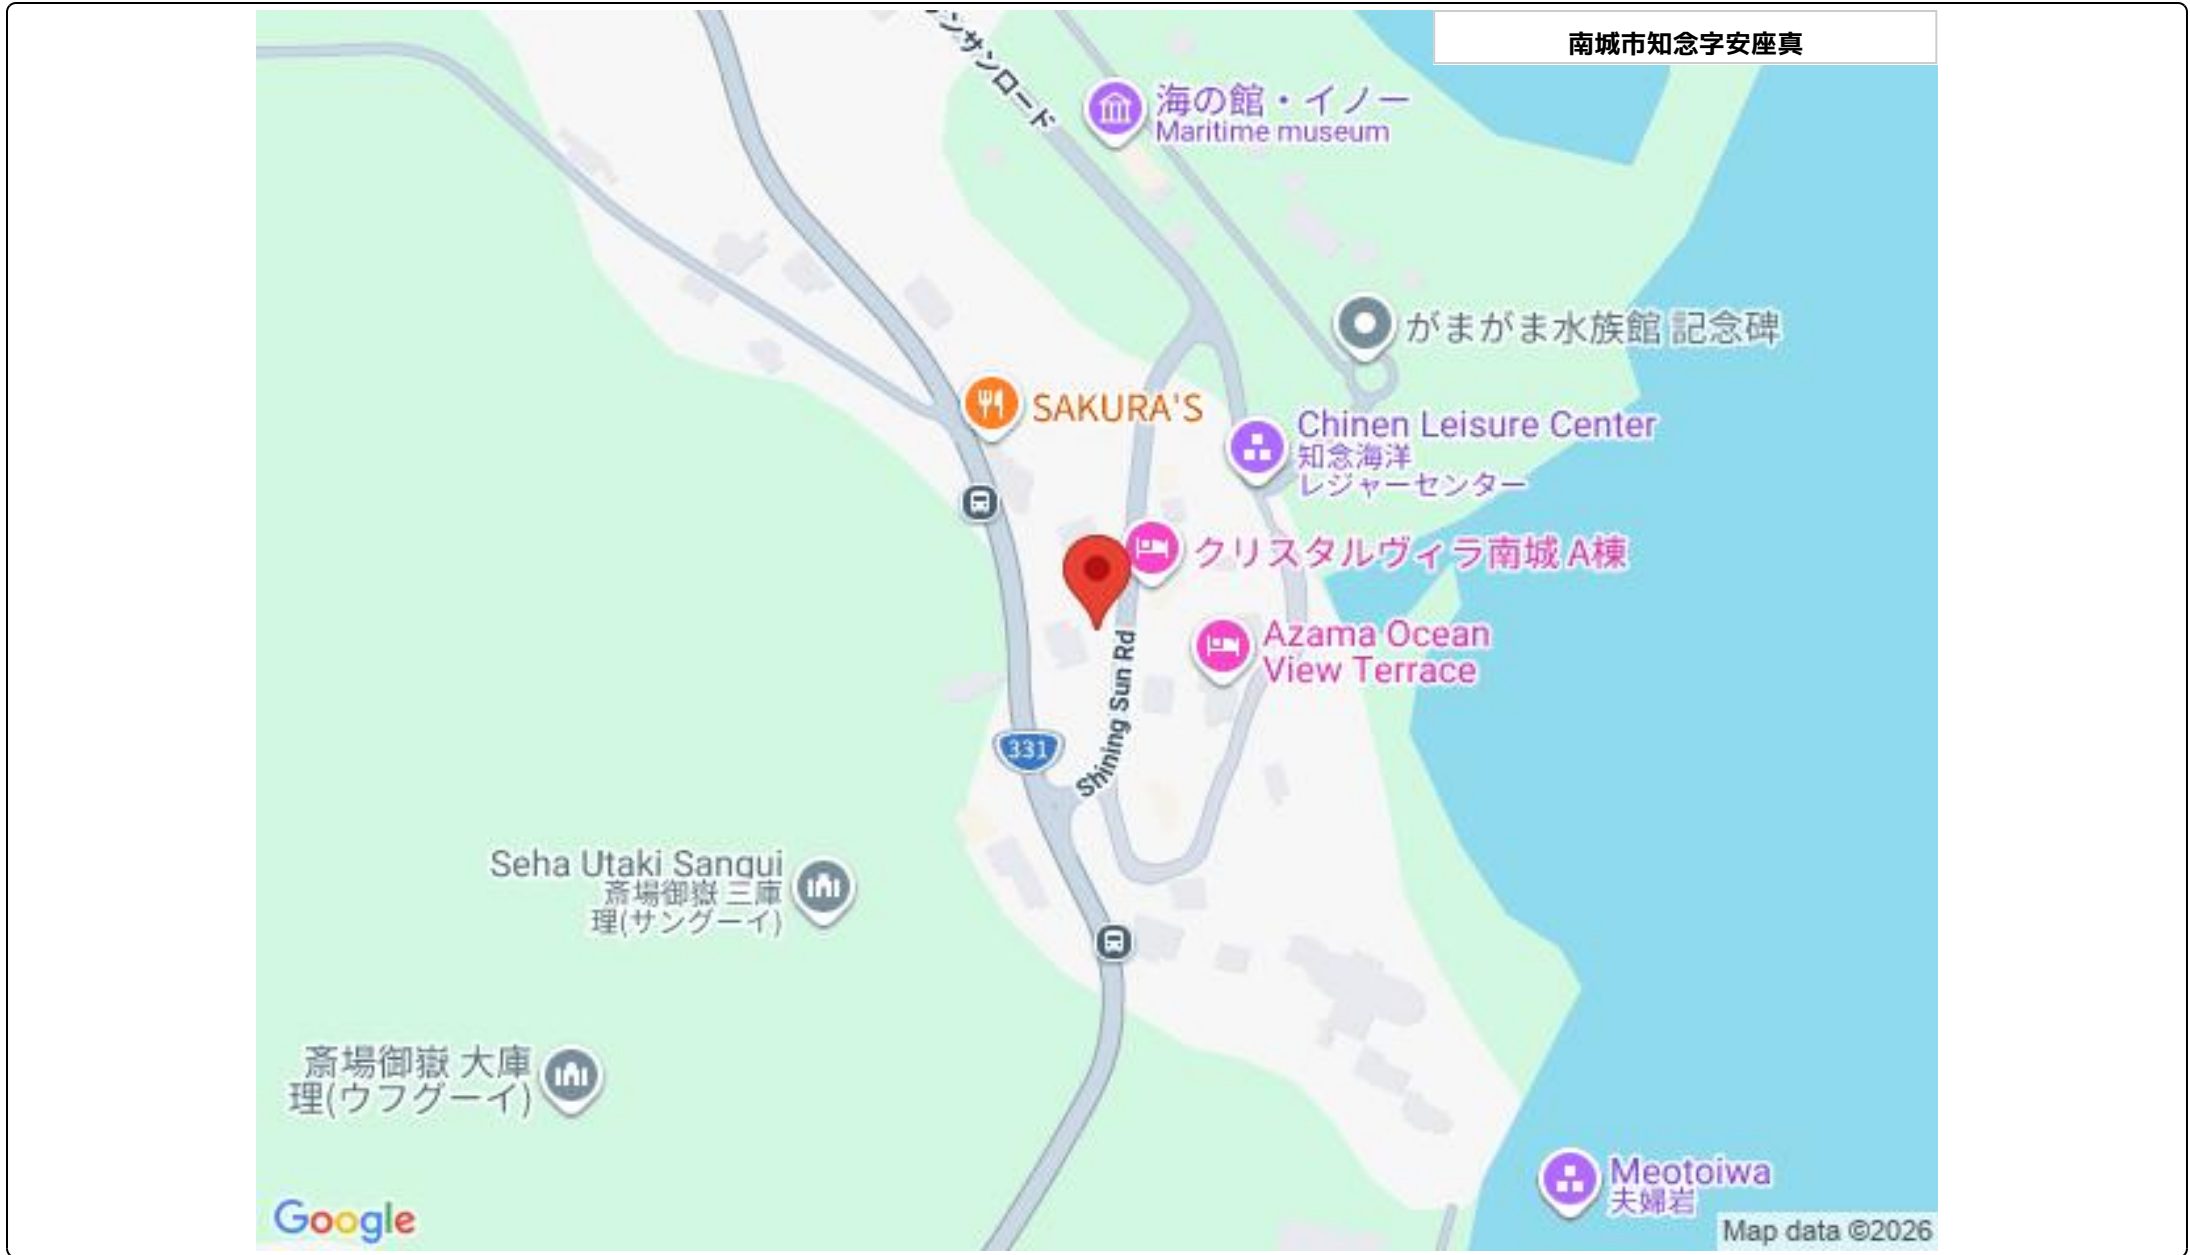 南城市知念字安座真
ンサンロード
海の館・イノー
Maritime museum
がまがま水族館 記念碑
SAKURA'S
Chinen Leisure Center
知念海洋
レジャーセンター
クリスタルヴィラ南城 A棟
Azama Ocean
View Terrace
Shining Sun Rd
331
Seha Utaki Sangui
斎場御嶽 三庫
理(サングーイ)
斎場御嶽 大庫
理(ウフグーイ)
Meotoiwa
夫婦岩
Google
Map data ©2026